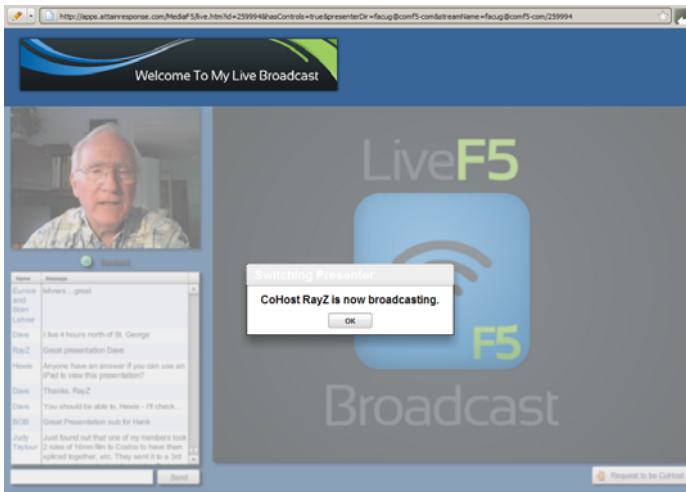 http://apps.attainresponse.com/MediaF5/live.htm?id=259994&hasControls=true&presenterDir=facug@comf5-com&streamName=facug@comf5-com/259994
Welcome To My Live Broadcast
LiveF5
F5
Broadcast
Switching Presenter
CoHost RayZ is now broadcasting.
OK
Name Message
Eunice
and
Stan
Lehrer
lehrers....great
Dave I live 4 hours north of St. George
RayZ Great presentation Dave
Howie Anyone have an answer if you can use an
iPad to view this presentation?
Dave Thanks, RayZ
Dave You should be able to, Howie - I'll check...
BOB Great Presentation sub for Hank
Judy
Taylour
Just found out that one of my members took
2 roles of 16mm film to Costco to have them
spliced together, etc. They sent it to a 3rd
Send
Request to be CoHost